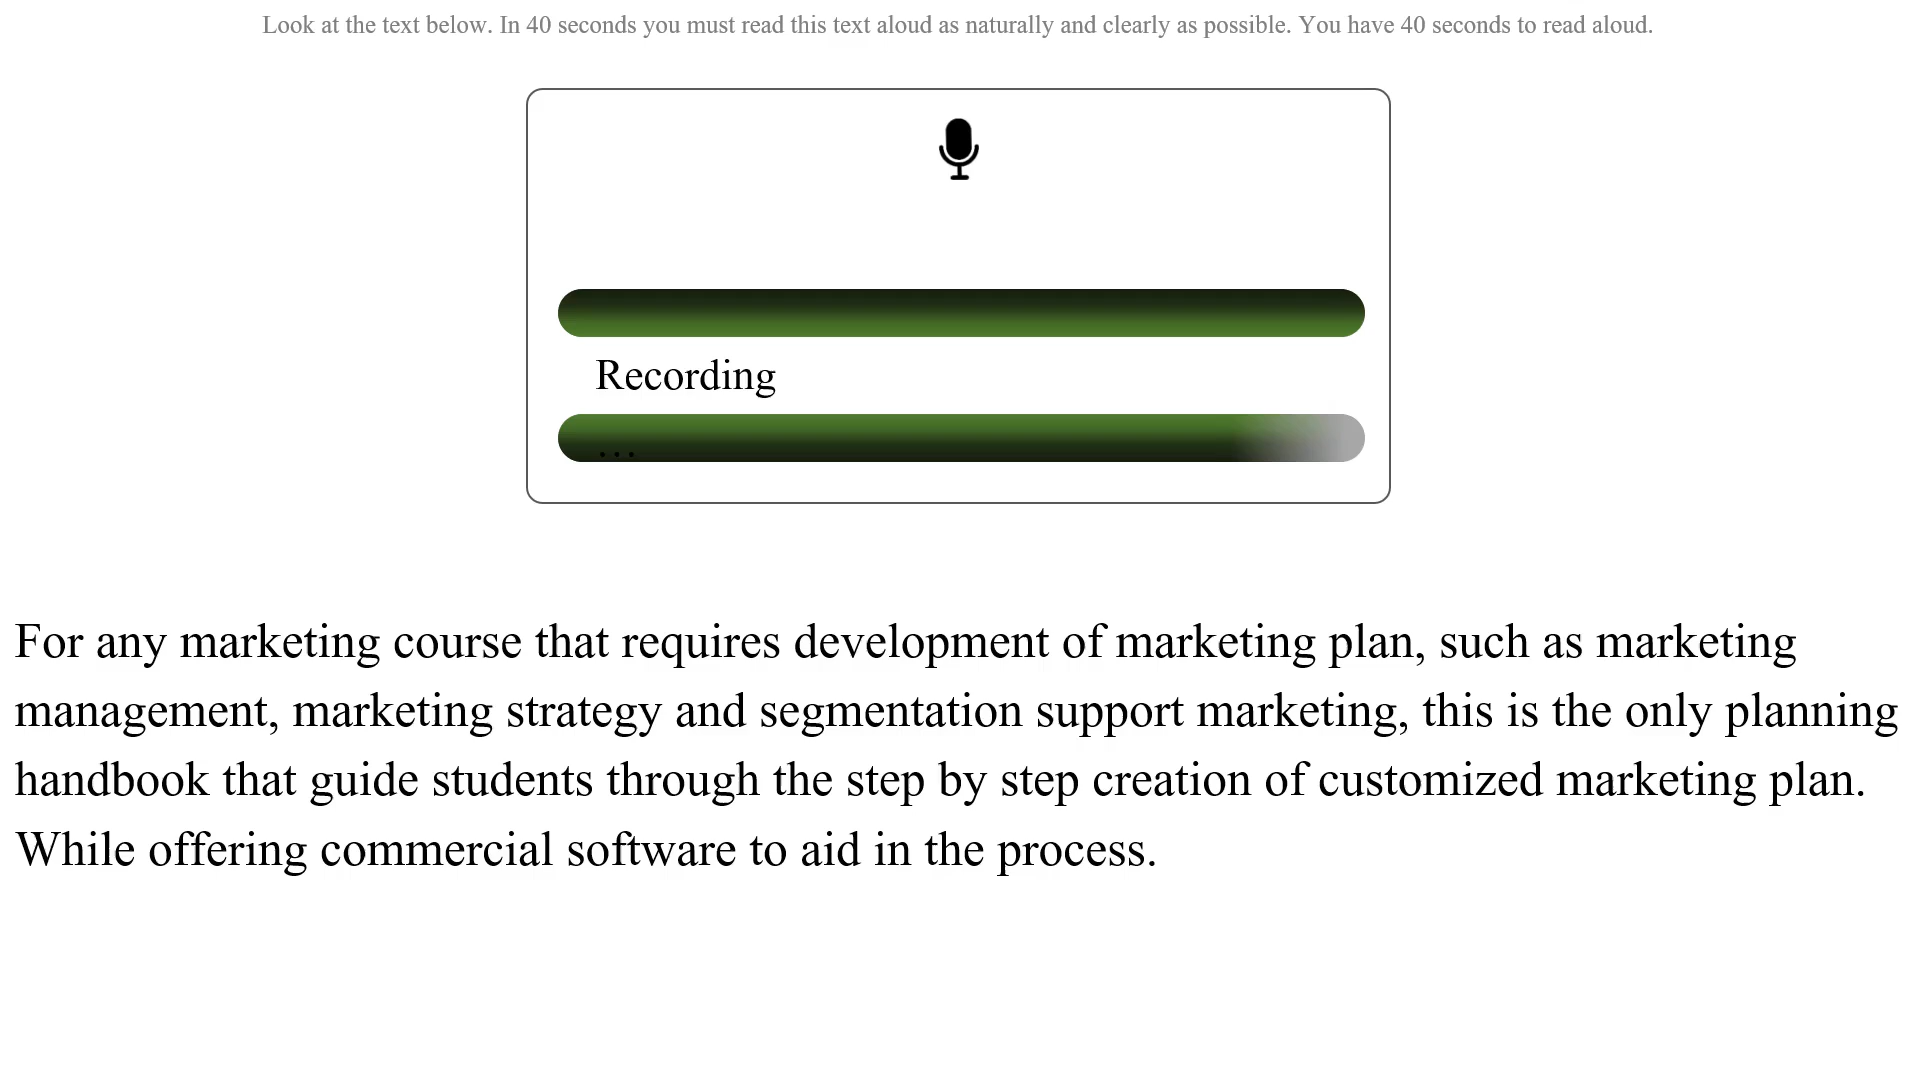 Look at the text below. In 40 seconds you must read this text aloud as naturally and clearly as possible. You have 40 seconds to read aloud.
Recording
...
For any marketing course that requires development of marketing plan, such as marketing
management, marketing strategy and segmentation support marketing, this is the only planning
handbook that guide students through the step by step creation of customized marketing plan.
While offering commercial software to aid in the process.